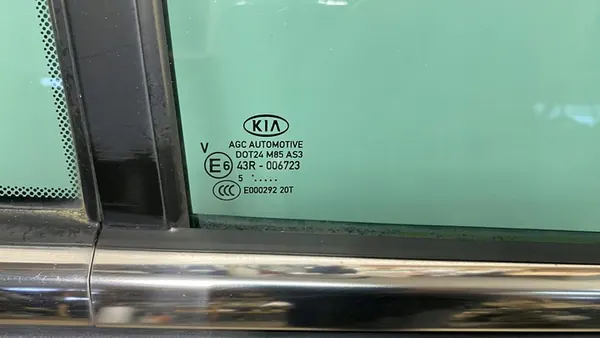 KIA
AGC AUTOMOTIVE
DOT24 M85 AS3
V
E6 43R - 006723
5 ·.....
CCC E000292 20T